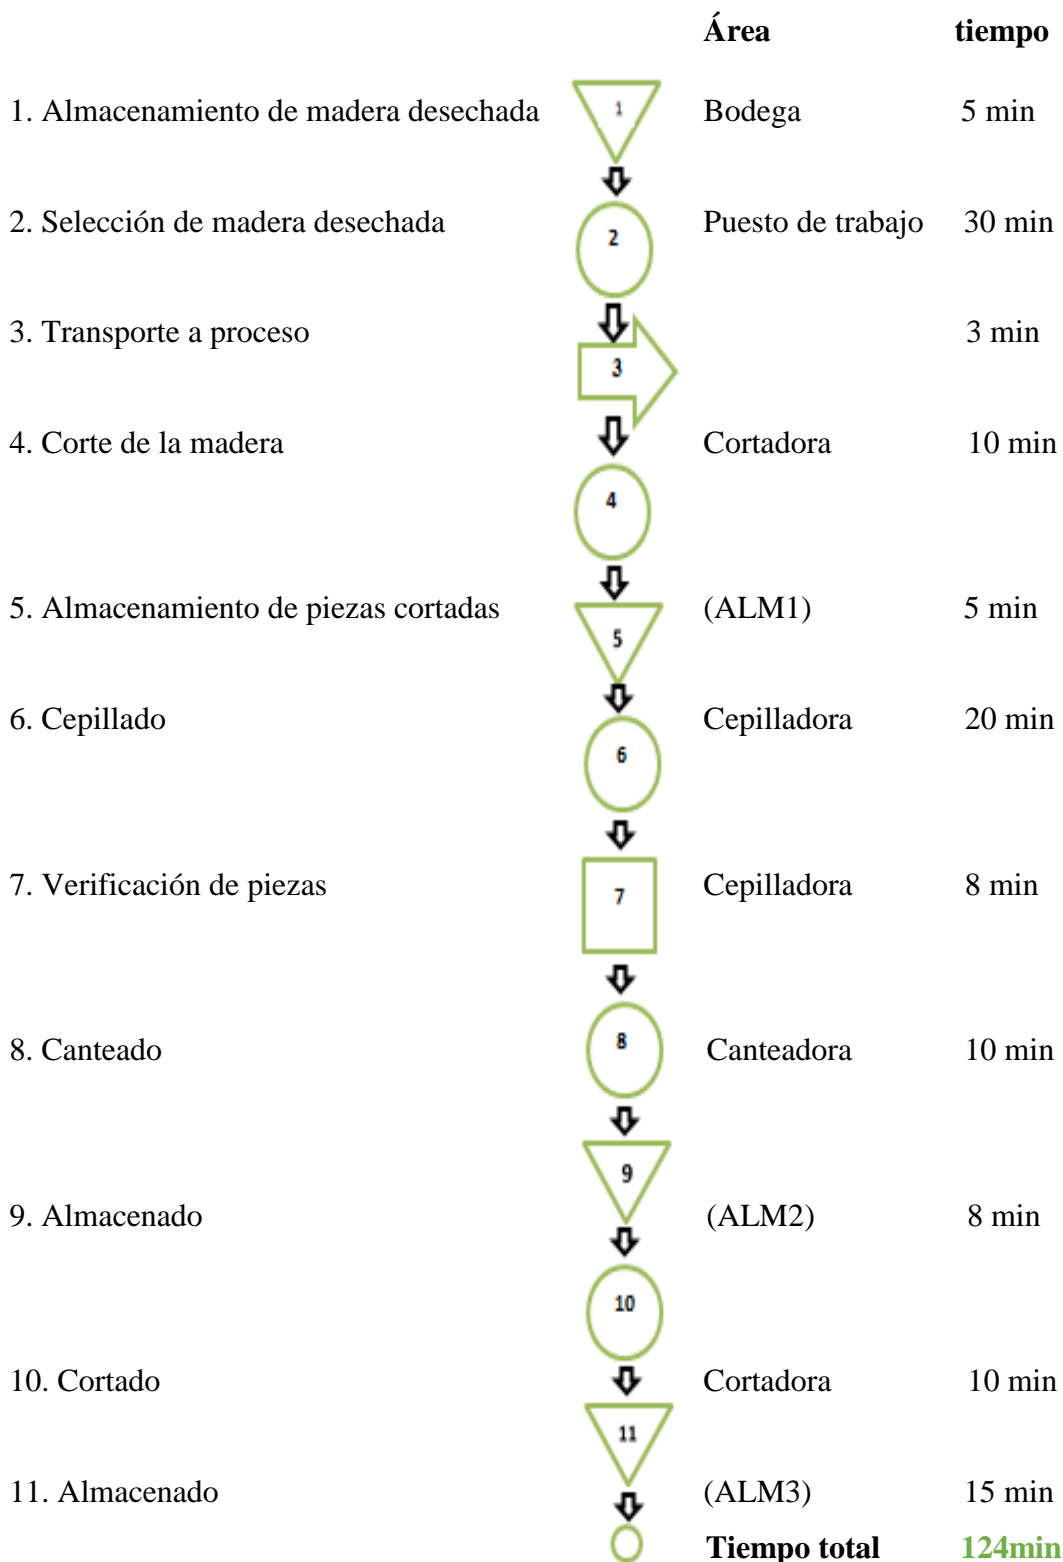 Área tiempo
1. Almacenamiento de madera desechada 1 Bodega 5 min
2. Selección de madera desechada 2 Puesto de trabajo 30 min
3. Transporte a proceso 3 min
3
4. Corte de la madera Cortadora 10 min
4
5. Almacenamiento de piezas cortadas (ALM1) 5 min
5
6. Cepillado Cepilladora 20 min
6
7. Verificación de piezas 7 Cepilladora 8 min
8. Canteado 8 Canteadora 10 min
9
9. Almacenado (ALM2) 8 min
10
10. Cortado Cortadora 10 min
11
11. Almacenado (ALM3) 15 min
Tiempo total 124min